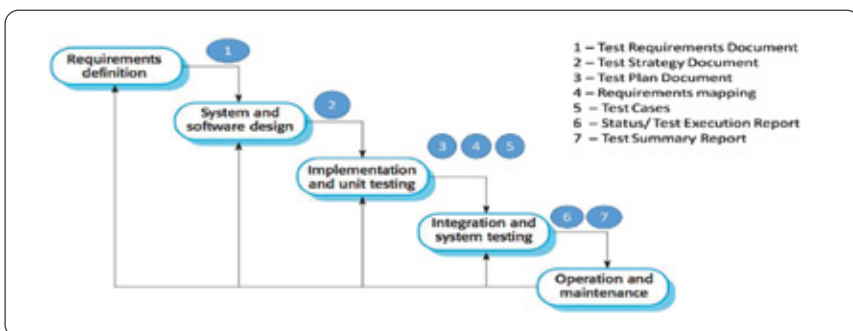 1
Requirements
definition
System and
software design
2
Implementation
and unit testing
3 4 5
Integration and
system testing
6 7
Operation and
maintenance
1 – Test Requirements Document
2 – Test Strategy Document
3 – Test Plan Document
4 – Requirements mapping
5 – Test Cases
6 – Status/ Test Execution Report
7 – Test Summary Report